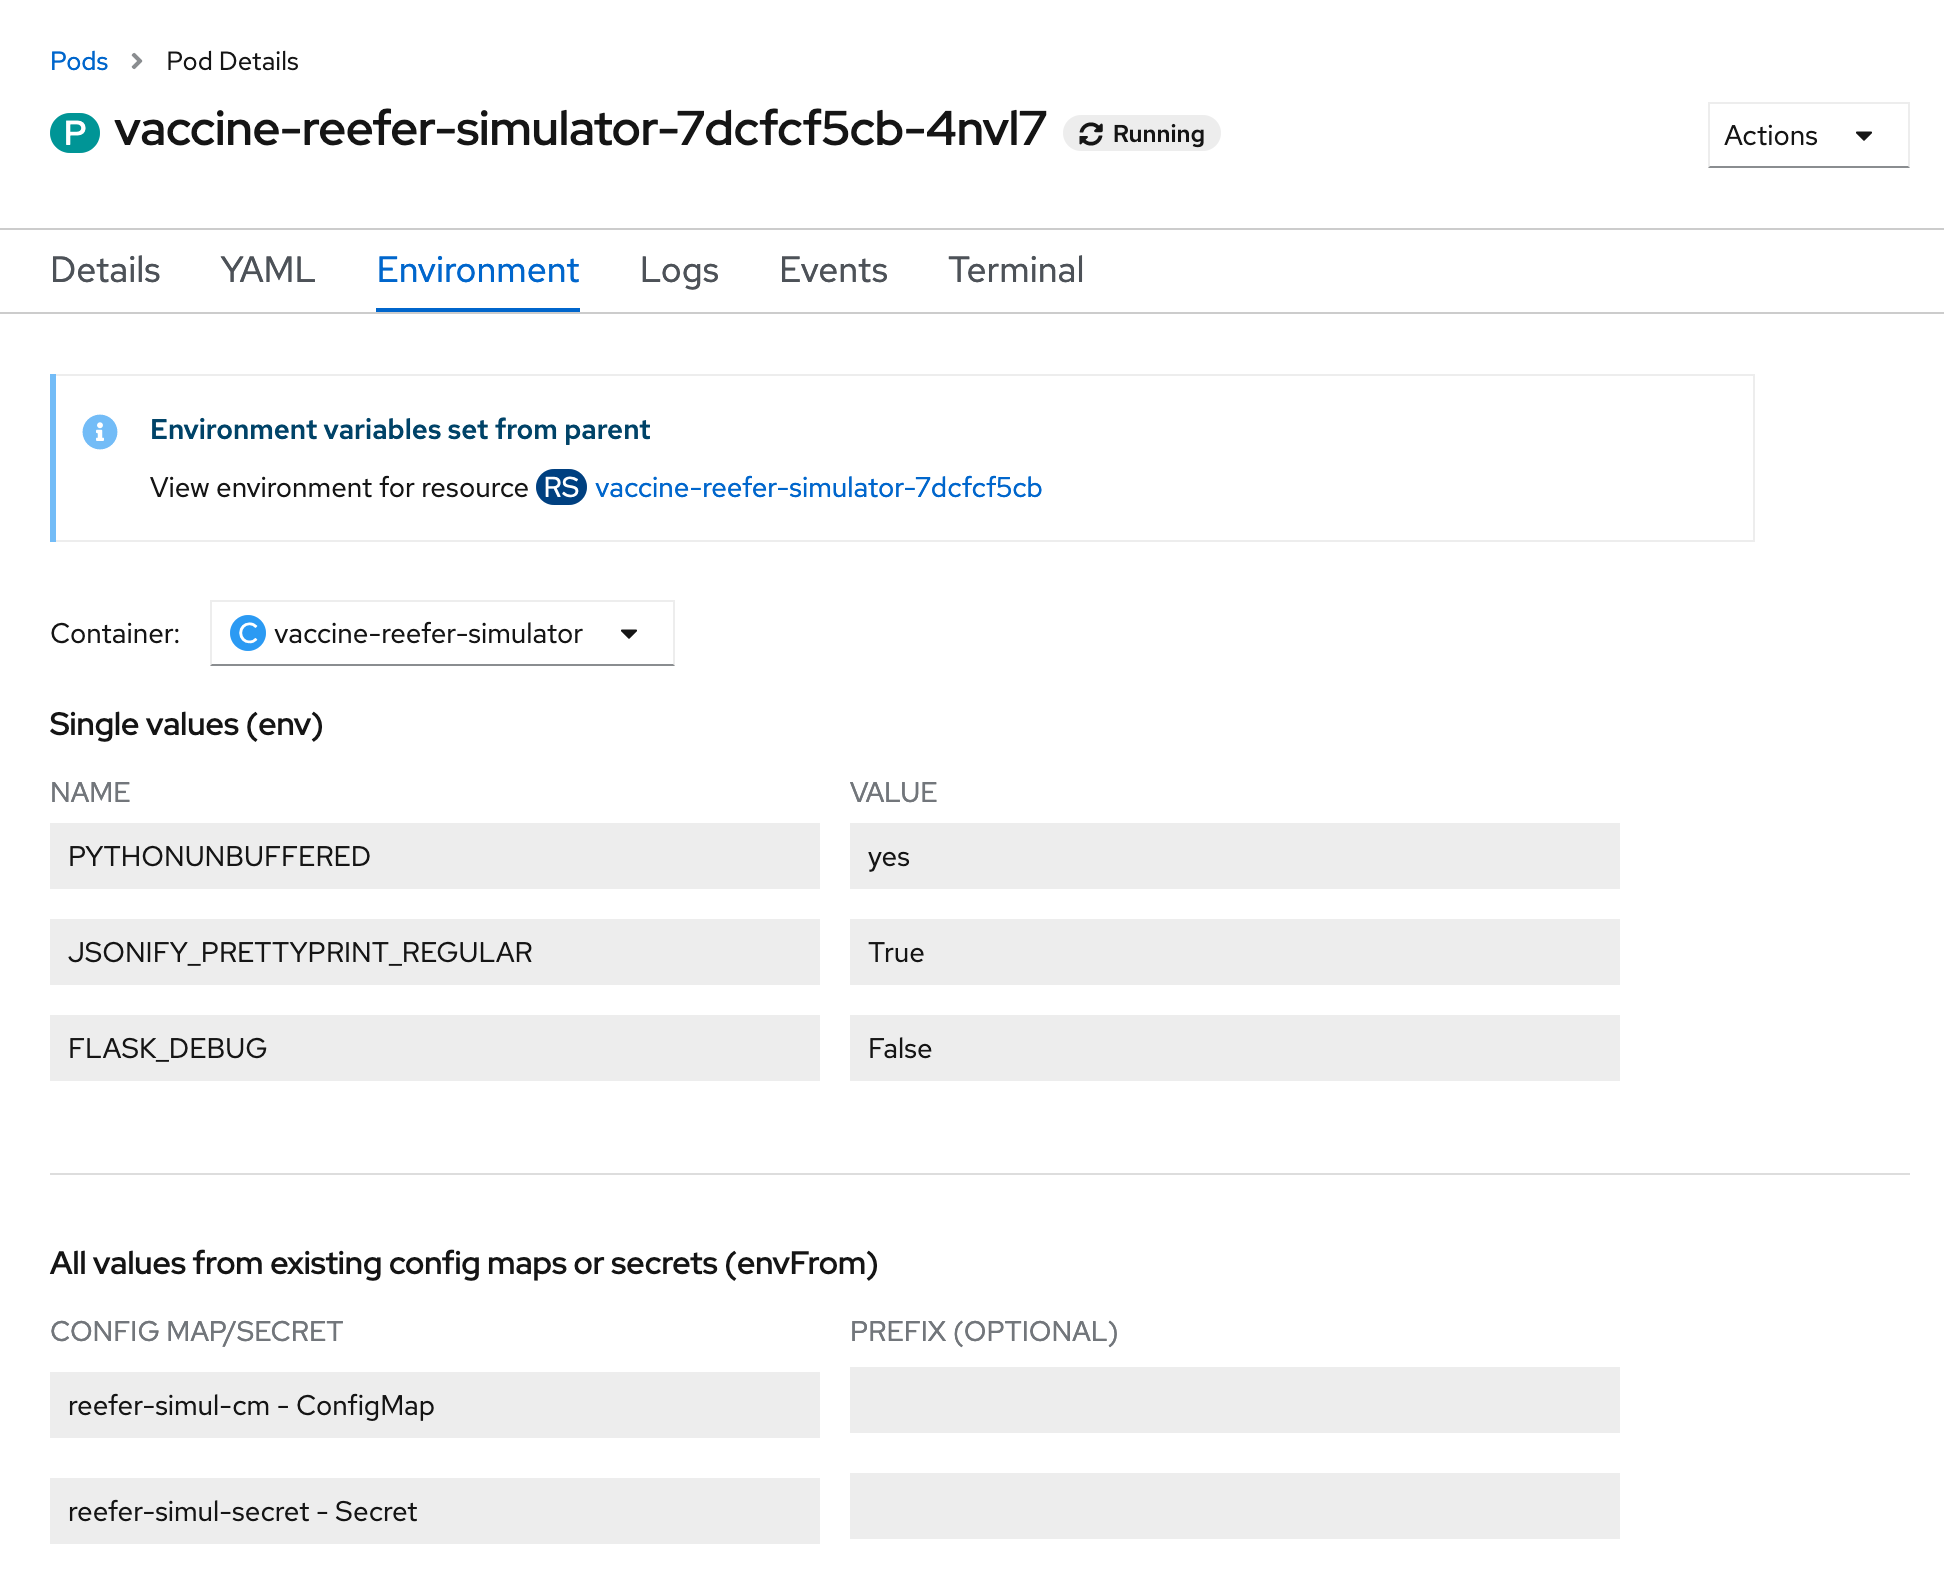 Pods > Pod Details
P vaccine-reefer-simulator-7dcfcf5cb-4nvl7 Running
Actions
Details YAML Environment Logs Events Terminal
Environment variables set from parent
View environment for resource RS vaccine-reefer-simulator-7dcfcf5cb
Container: C vaccine-reefer-simulator
Single values (env)
NAME VALUE
PYTHONUNBUFFERED yes
JSONIFY_PRETTYPRINT_REGULAR True
FLASK_DEBUG False
All values from existing config maps or secrets (envFrom)
CONFIG MAP/SECRET PREFIX (OPTIONAL)
reefer-simul-cm - ConfigMap
reefer-simul-secret - Secret